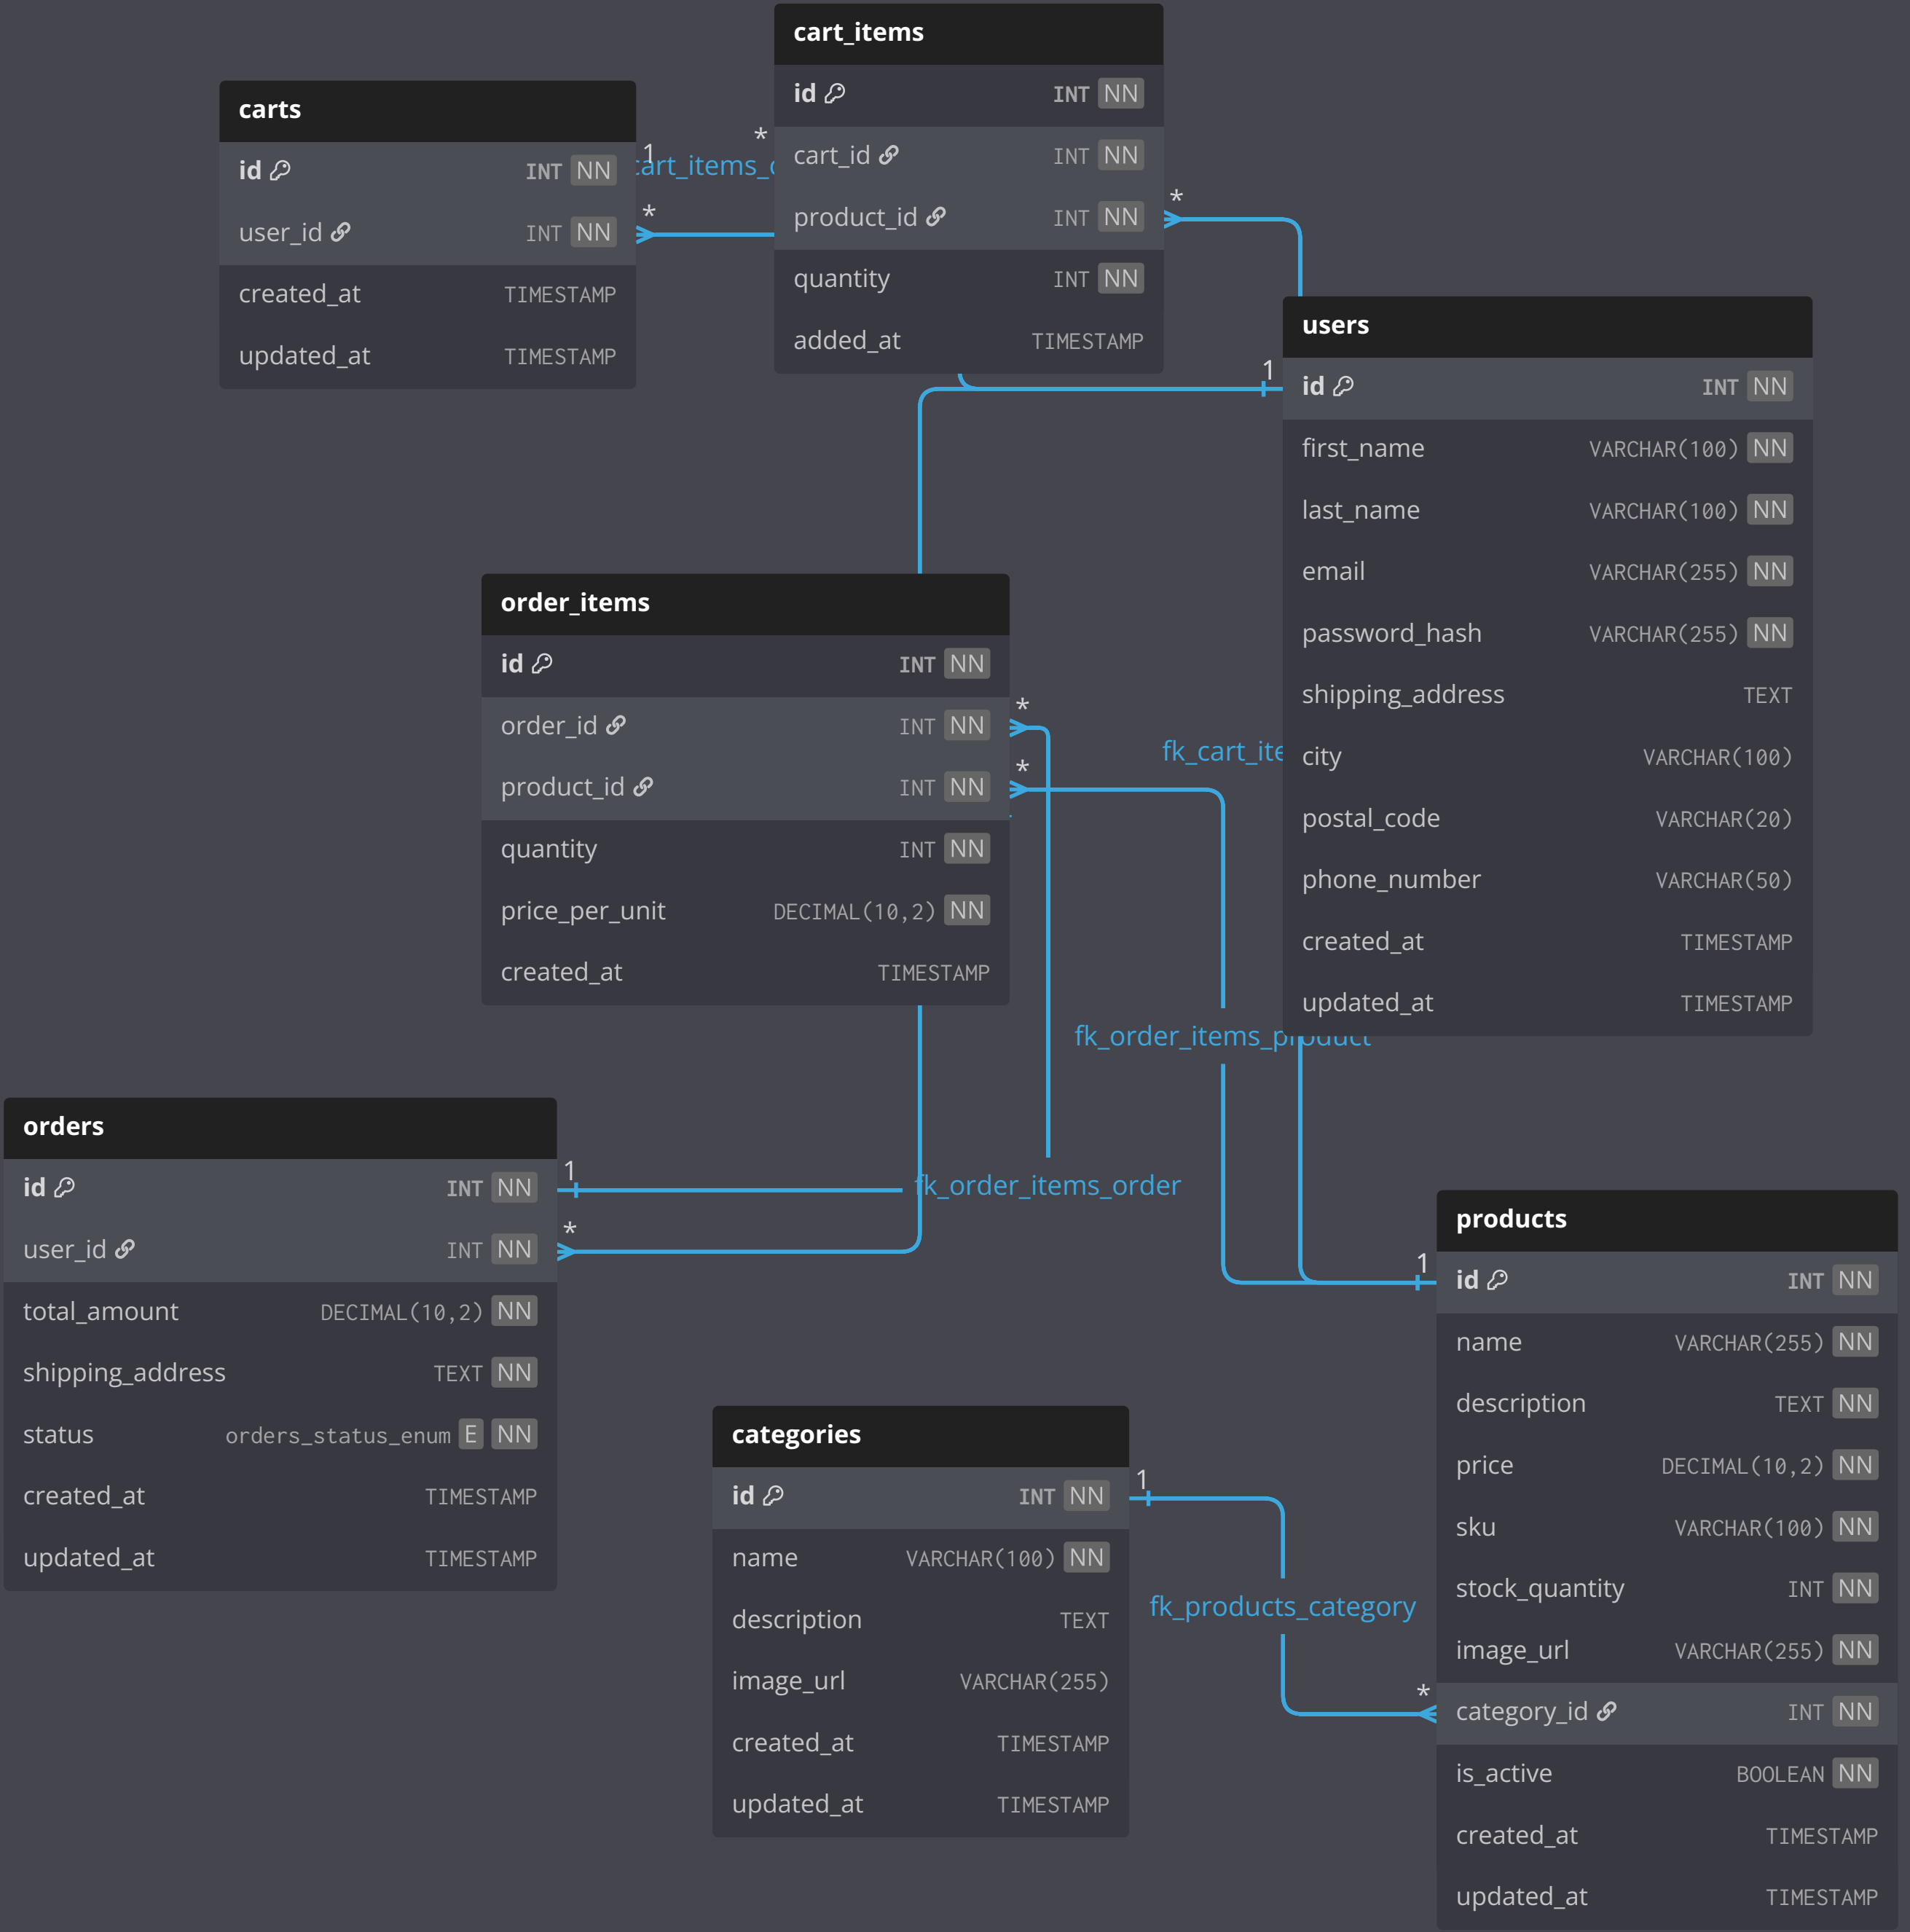 cart_items
id INT NN
cart_id INT NN
product_id INT NN
quantity INT NN
added_at TIMESTAMP
carts
id INT NN
user_id INT NN
created_at TIMESTAMP
updated_at TIMESTAMP
1
*
cart_items_
*
*
users
id INT NN
first_name VARCHAR(100) NN
last_name VARCHAR(100) NN
email VARCHAR(255) NN
password_hash VARCHAR(255) NN
shipping_address TEXT
city VARCHAR(100)
postal_code VARCHAR(20)
phone_number VARCHAR(50)
created_at TIMESTAMP
updated_at TIMESTAMP
1
order_items
id INT NN
order_id INT NN
product_id INT NN
quantity INT NN
price_per_unit DECIMAL(10,2) NN
created_at TIMESTAMP
*
*
fk_cart_ite
fk_order_items_product
orders
id INT NN
user_id INT NN
total_amount DECIMAL(10,2) NN
shipping_address TEXT NN
status orders_status_enum E NN
created_at TIMESTAMP
updated_at TIMESTAMP
1
*
fk_order_items_order
products
id INT NN
name VARCHAR(255) NN
description TEXT NN
price DECIMAL(10,2) NN
sku VARCHAR(100) NN
stock_quantity INT NN
image_url VARCHAR(255) NN
category_id INT NN
is_active BOOLEAN NN
created_at TIMESTAMP
updated_at TIMESTAMP
1
*
categories
id INT NN
name VARCHAR(100) NN
description TEXT
image_url VARCHAR(255)
created_at TIMESTAMP
updated_at TIMESTAMP
1
fk_products_category